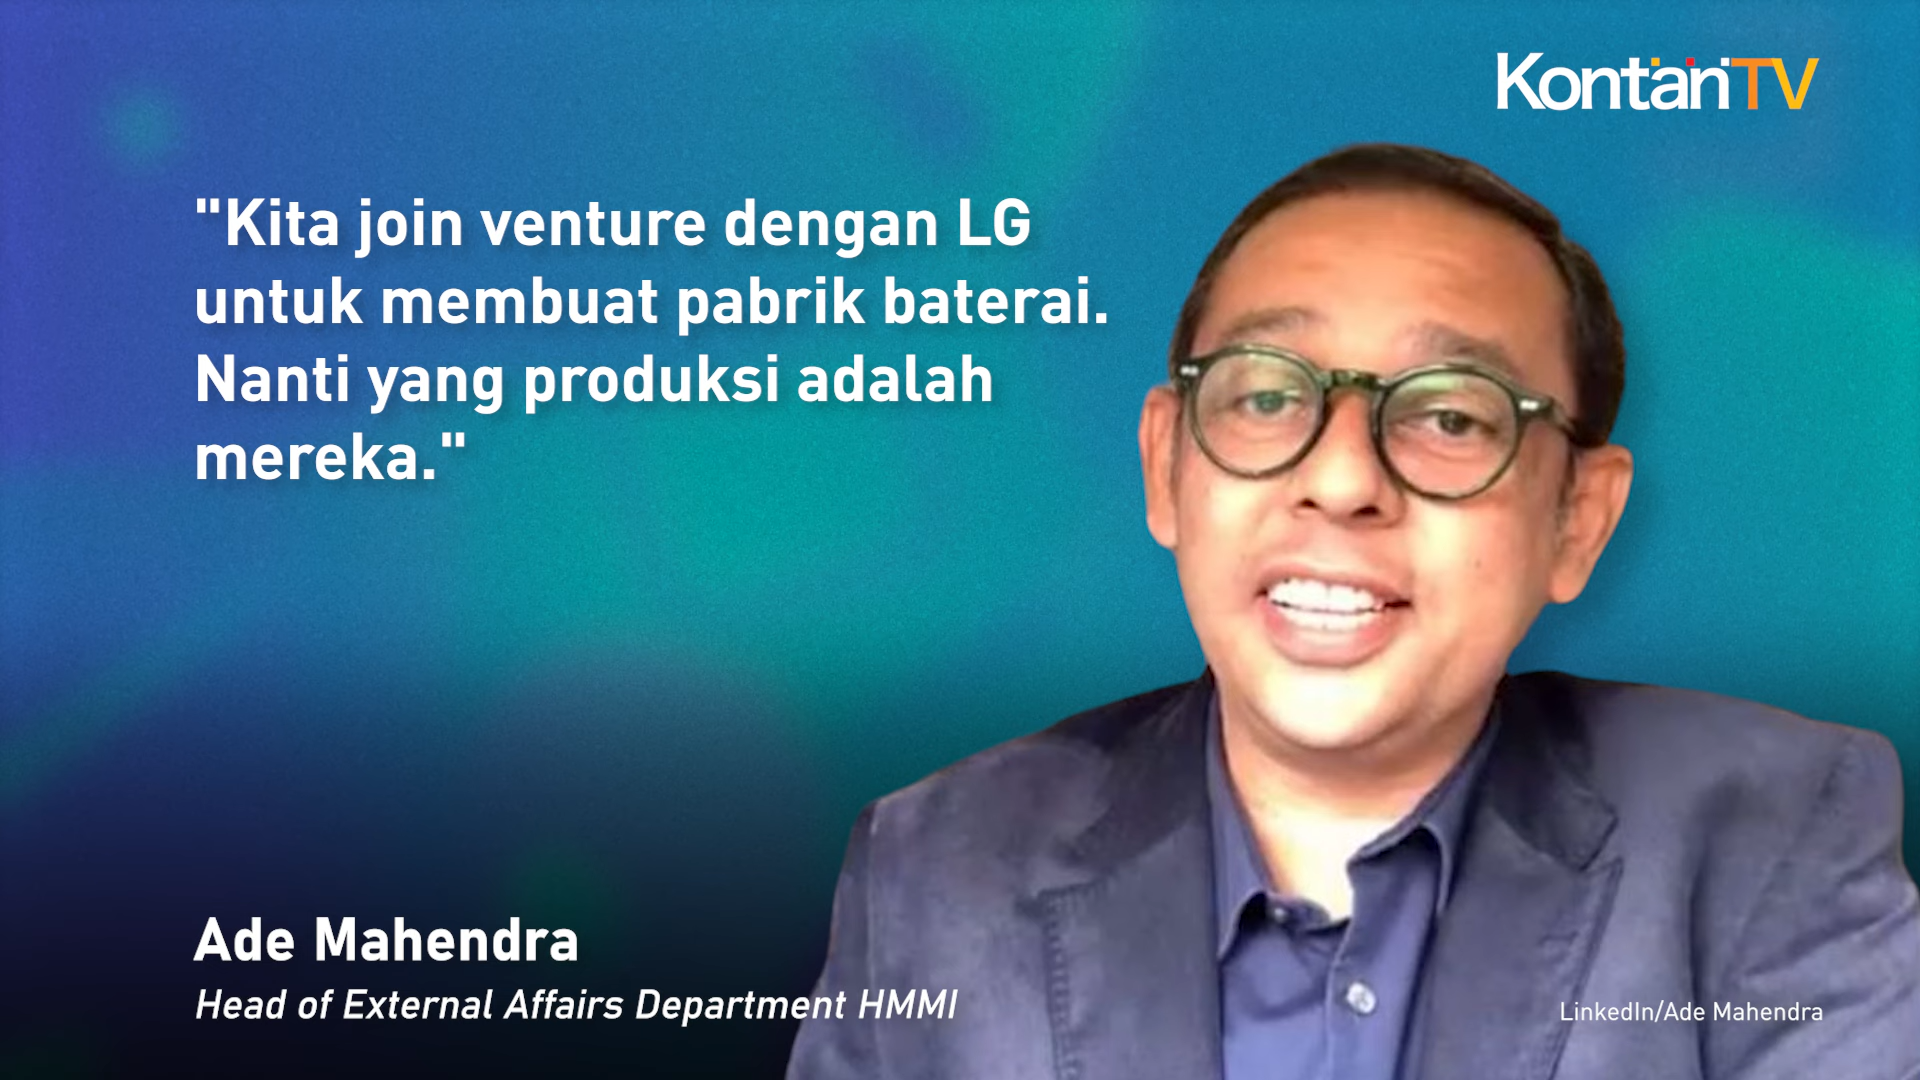 KontanTV
"Kita join venture dengan LG
untuk membuat pabrik baterai.
Nanti yang produksi adalah
mereka."
Ade Mahendra
Head of External Affairs Department HMMI
LinkedIn/Ade Mahendra